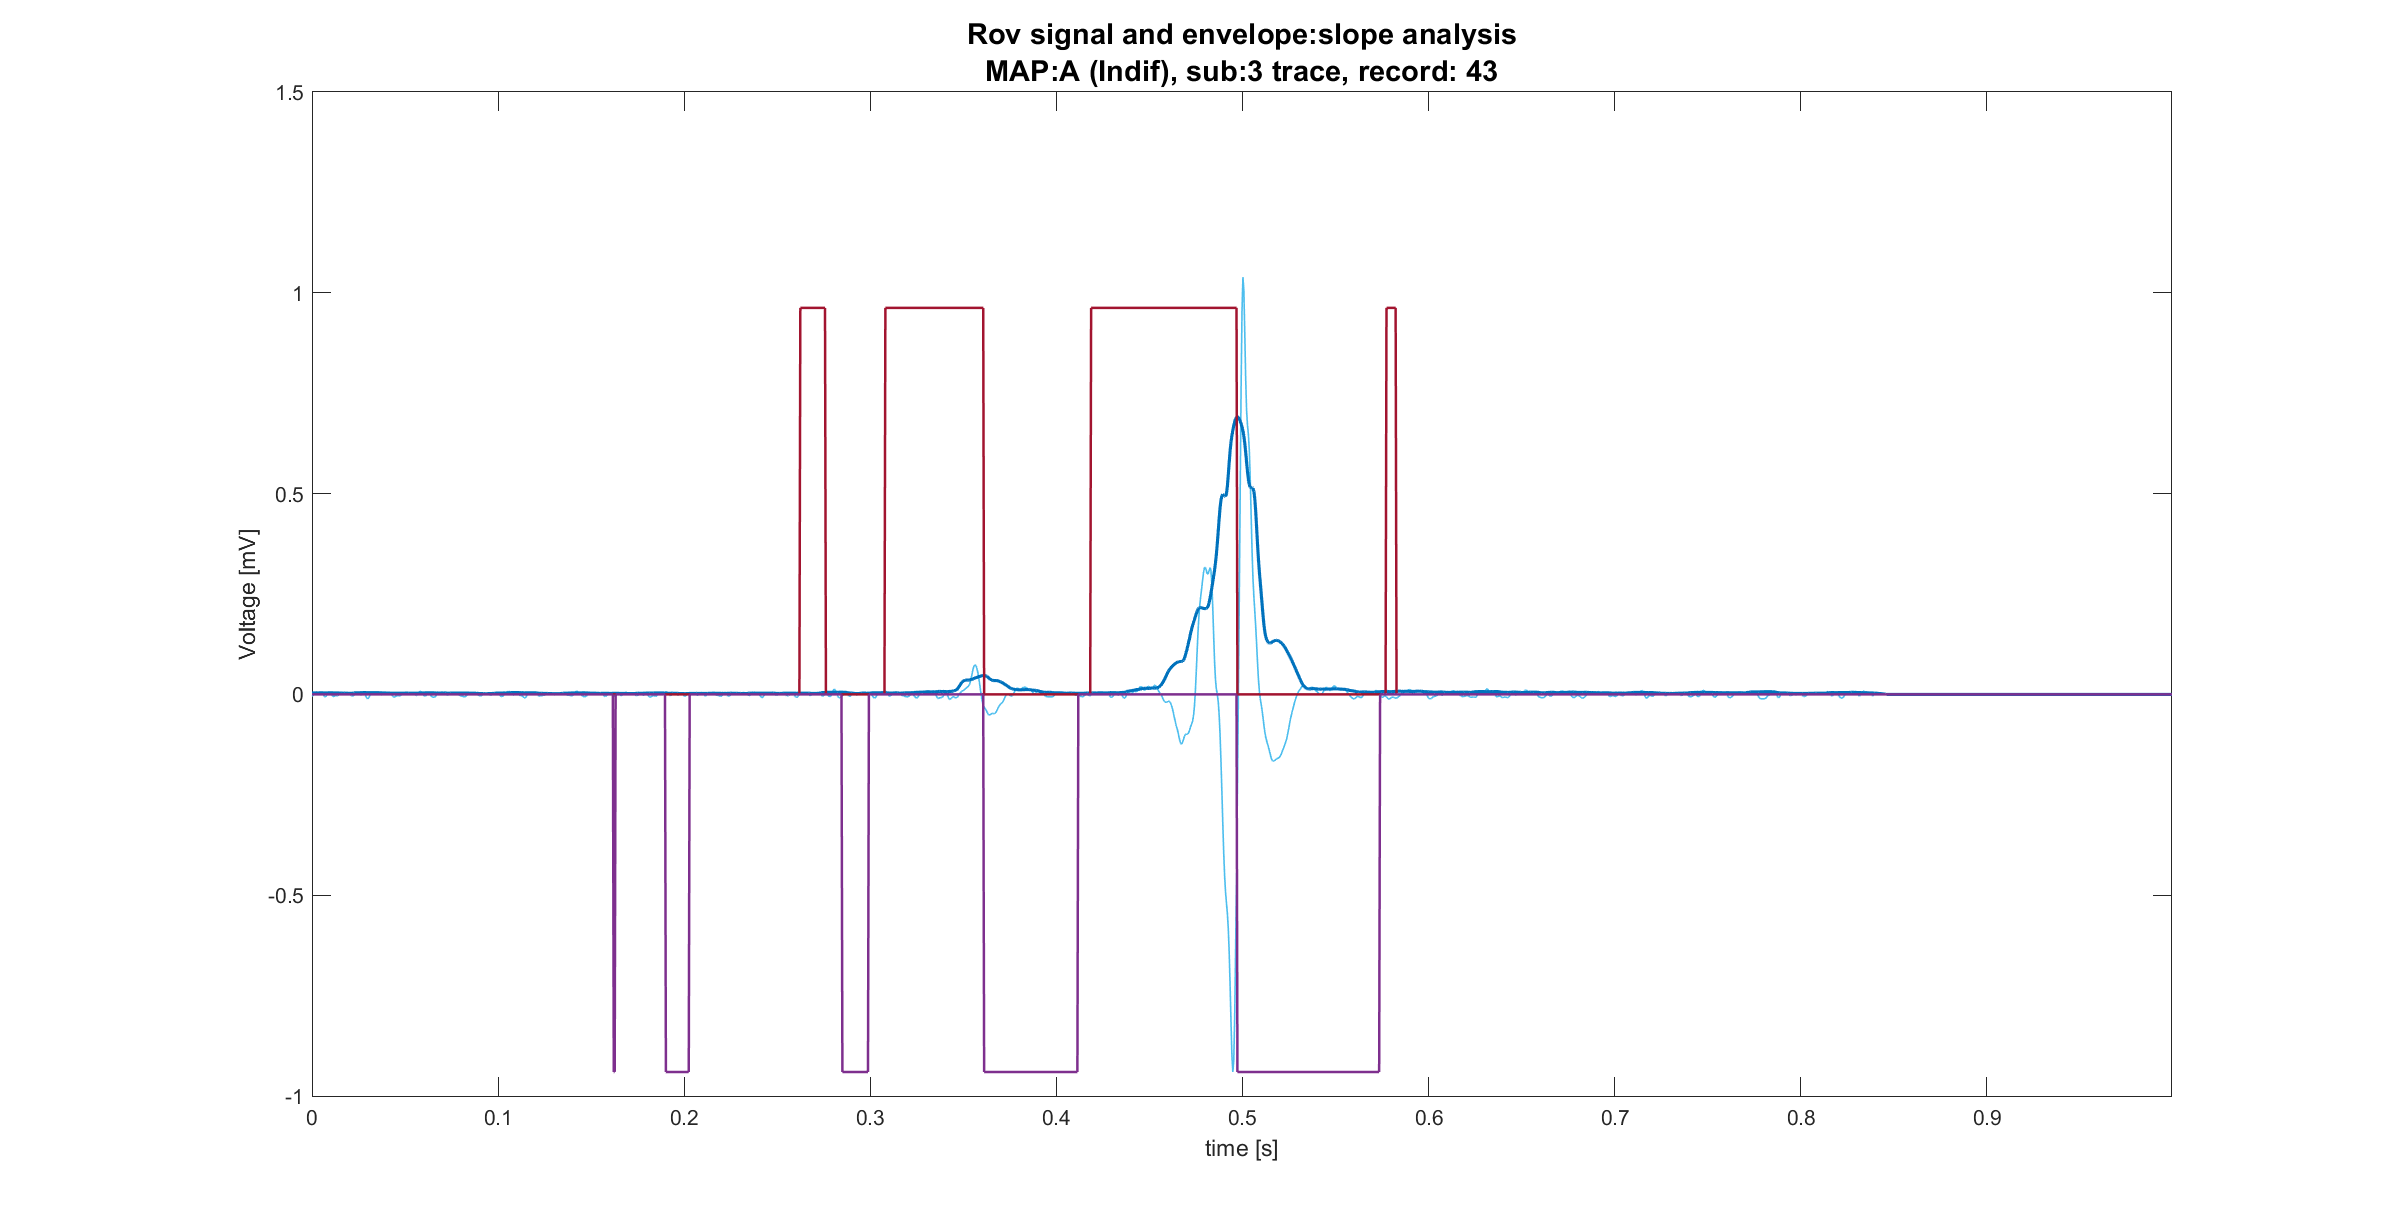 Rov signal and envelope:slope analysis
MAP:A (Indif), sub:3 trace, record: 43
1.5
1
0.5
0
-0.5
-1
Voltage [mV]
0 0.1 0.2 0.3 0.4 0.5 0.6 0.7 0.8 0.9
time [s]